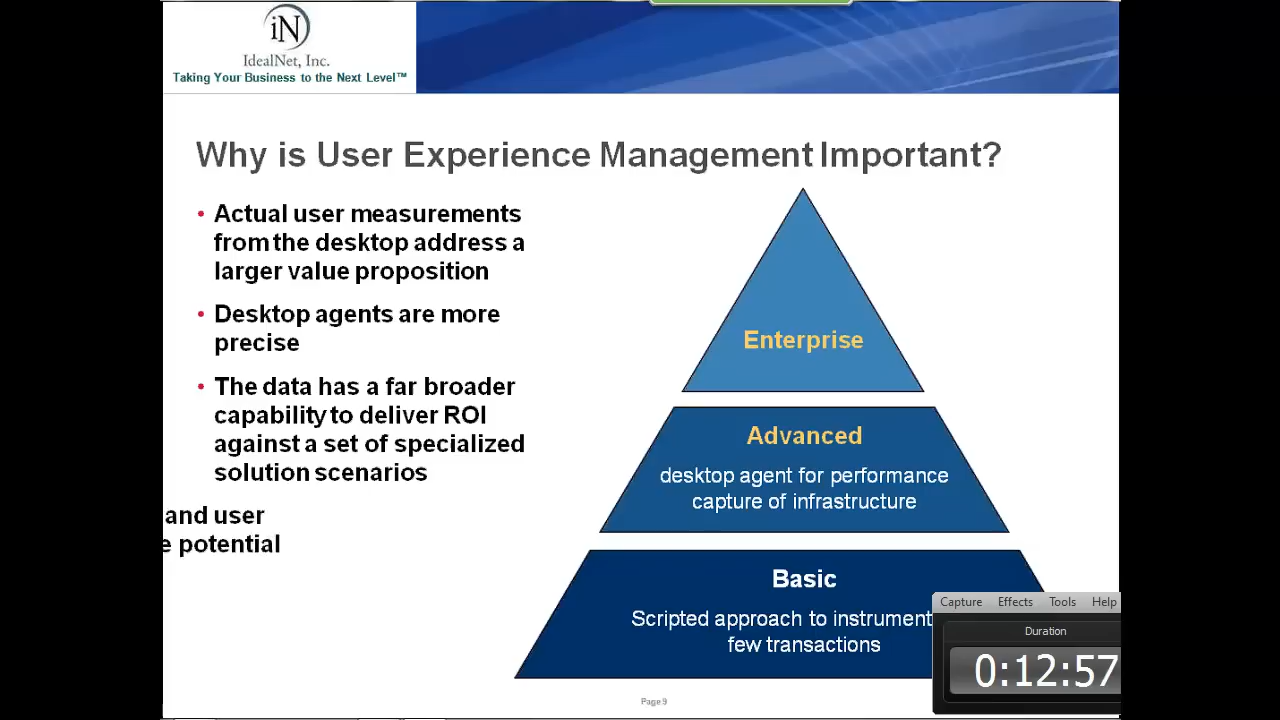 iN
IdealNet, Inc.
Taking Your Business to the Next Level™
Why is User Experience Management Important?
• Actual user measurements
from the desktop address a
larger value proposition
• Desktop agents are more
precise
• The data has a far broader
capability to deliver ROI
against a set of specialized
solution scenarios
and user
e potential
Enterprise
Advanced
desktop agent for performance
capture of infrastructure
Basic
Scripted approach to instrument
few transactions
Capture Effects Tools Help
Duration
0:12:57
Page 9